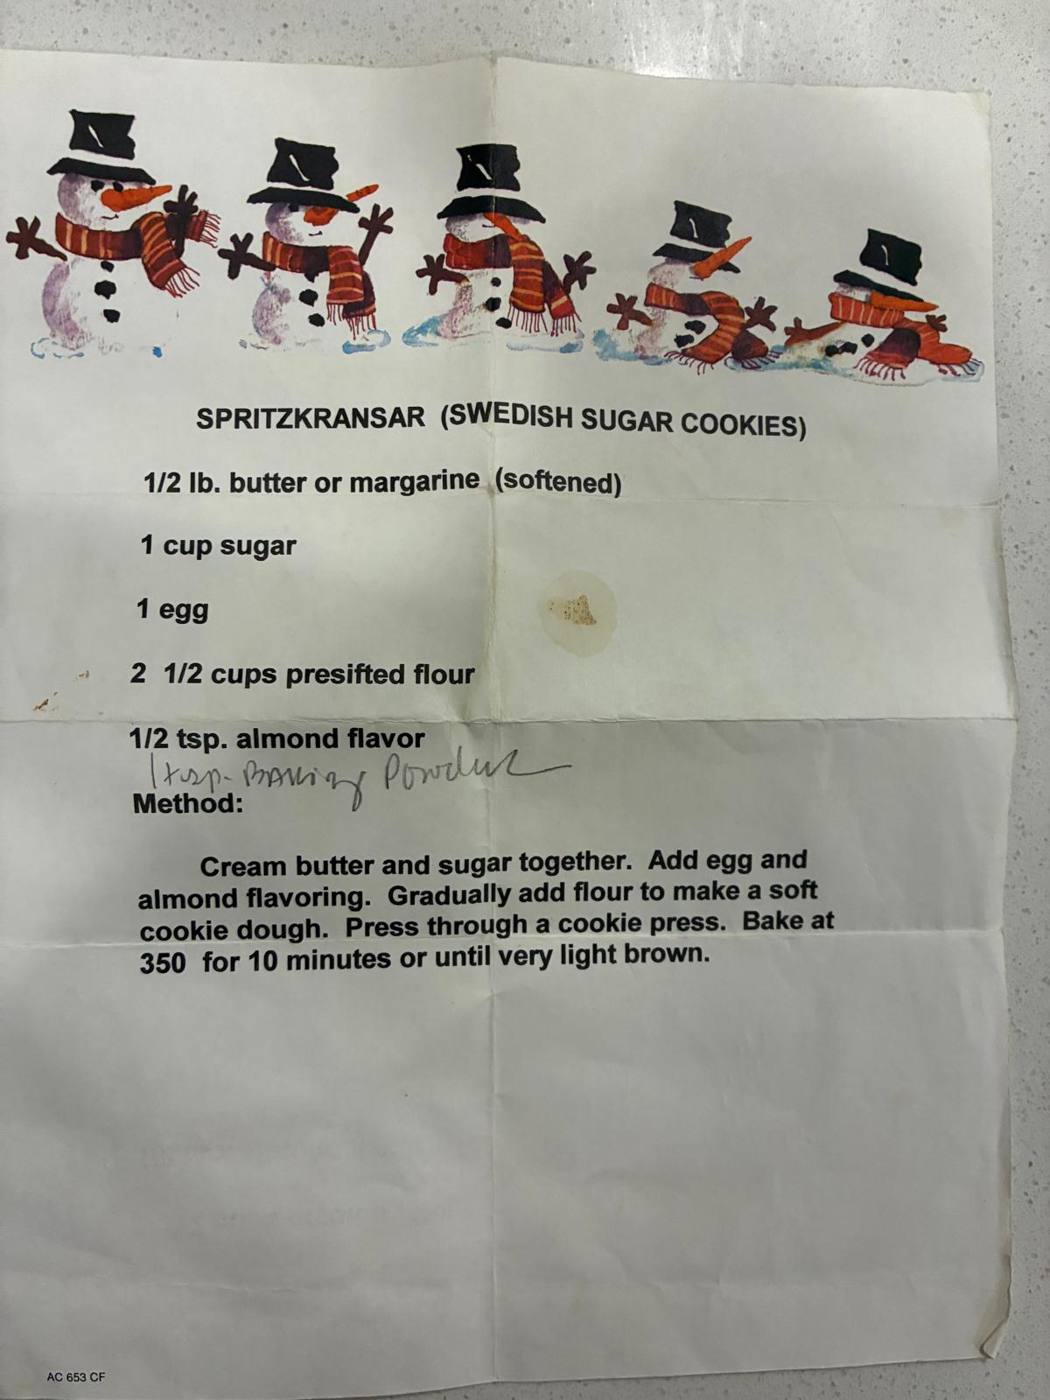 SPRITZKRANSAR (SWEDISH SUGAR COOKIES)
1/2 lb. butter or margarine (softened)
1 cup sugar
1 egg
2 1/2 cups presifted flour
1/2 tsp. almond flavor
1 tsp. Baking Powder
Method:
Cream butter and sugar together. Add egg and
almond flavoring. Gradually add flour to make a soft
cookie dough. Press through a cookie press. Bake at
350 for 10 minutes or until very light brown.
AC 653 CF